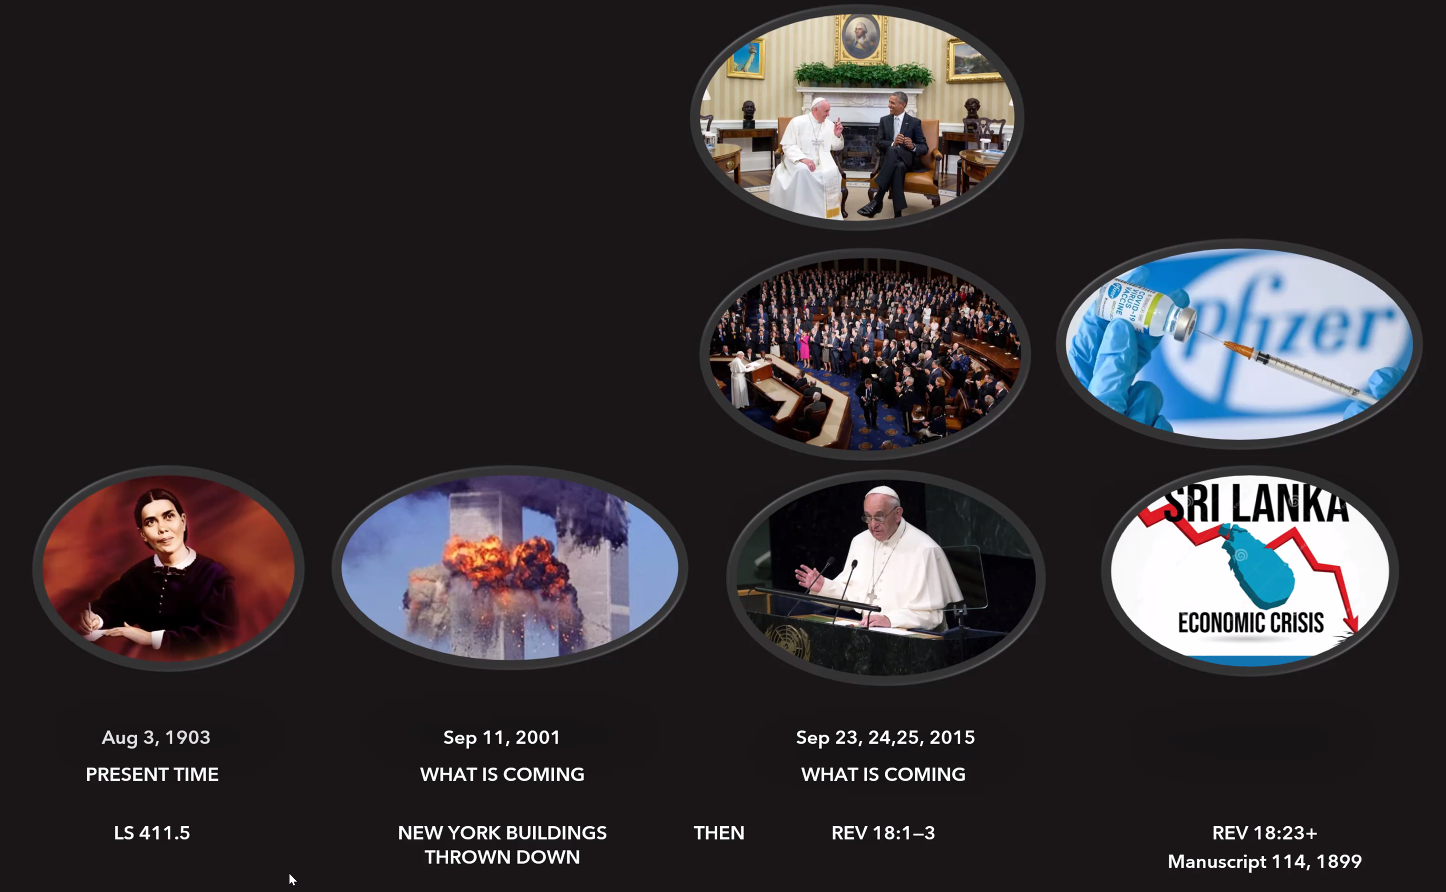 COVID-19
VIRUS
VACCINE
pfizer
SRI LANKA
ECONOMIC CRISIS
Aug 3, 1903
Sep 11, 2001
Sep 23, 24,25, 2015
PRESENT TIME
WHAT IS COMING
WHAT IS COMING
LS 411.5
NEW YORK BUILDINGS
THROWN DOWN
THEN
REV 18:1–3
REV 18:23+
Manuscript 114, 1899